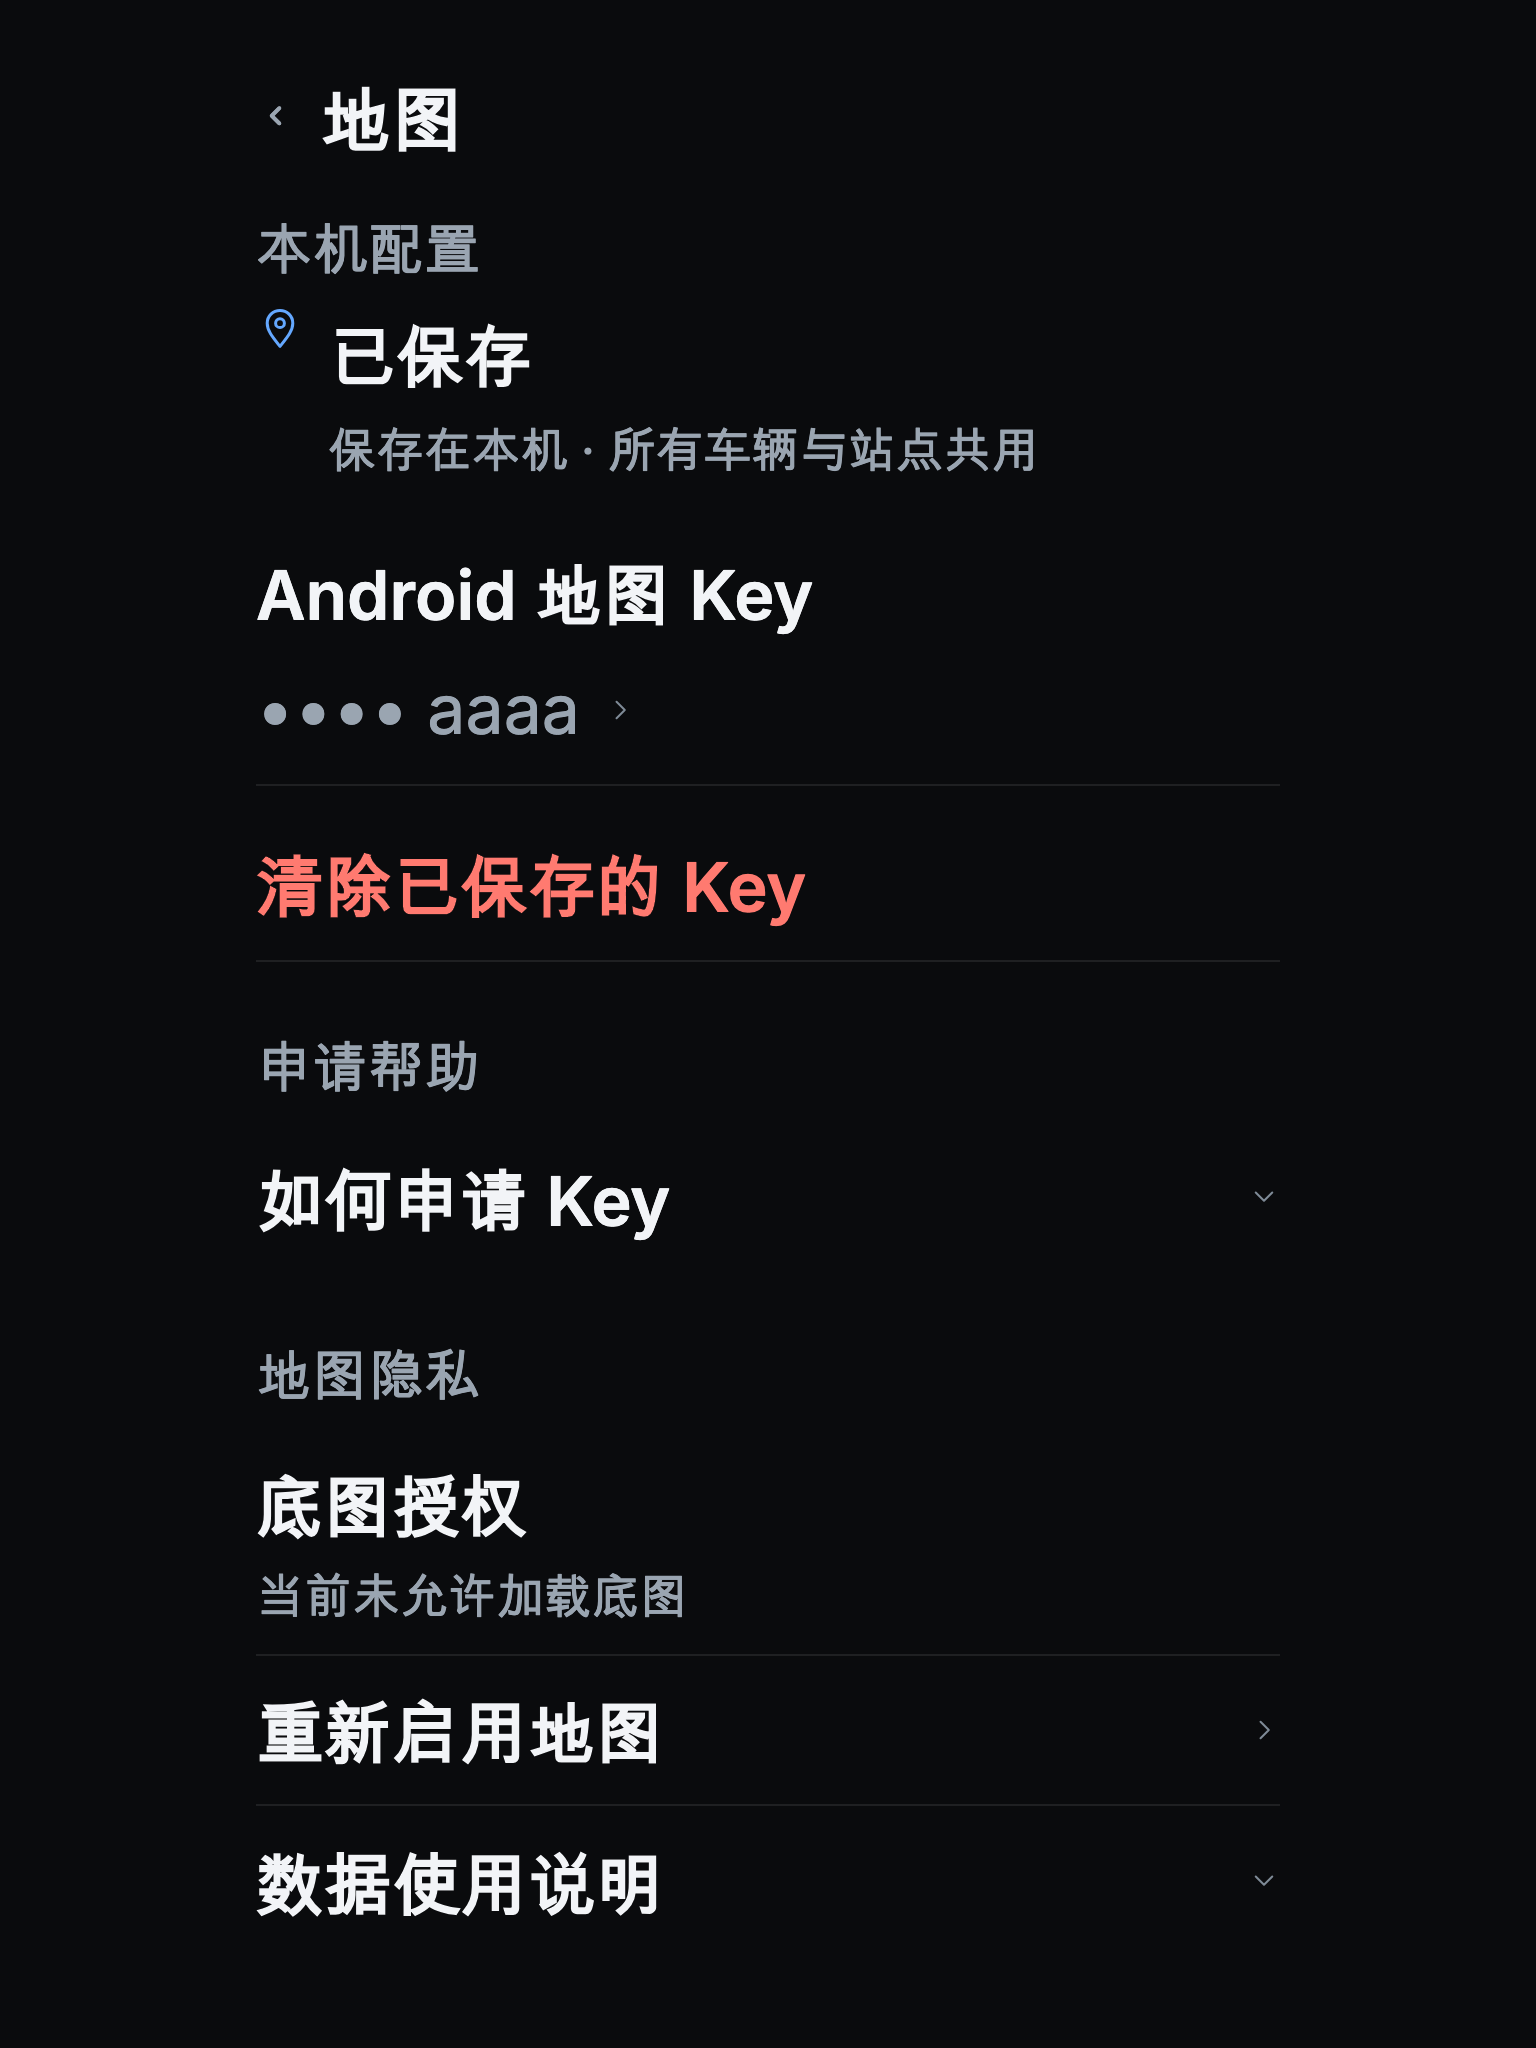 地图
本机配置
已保存
保存在本机 · 所有车辆与站点共用
Android 地图 Key
•••• aaaa
清除已保存的 Key
申请帮助
如何申请 Key
地图隐私
底图授权
当前未允许加载底图
重新启用地图
数据使用说明